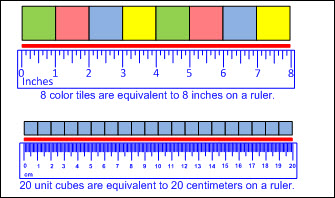 0 1 2 3 4 5 6 7 8
Inches
8 color tiles are equivalent to 8 inches on a ruler.
0 1 2 3 4 5 6 7 8 9 10 11 12 13 14 15 16 17 18 19 20
cm
20 unit cubes are equivalent to 20 centimeters on a ruler.